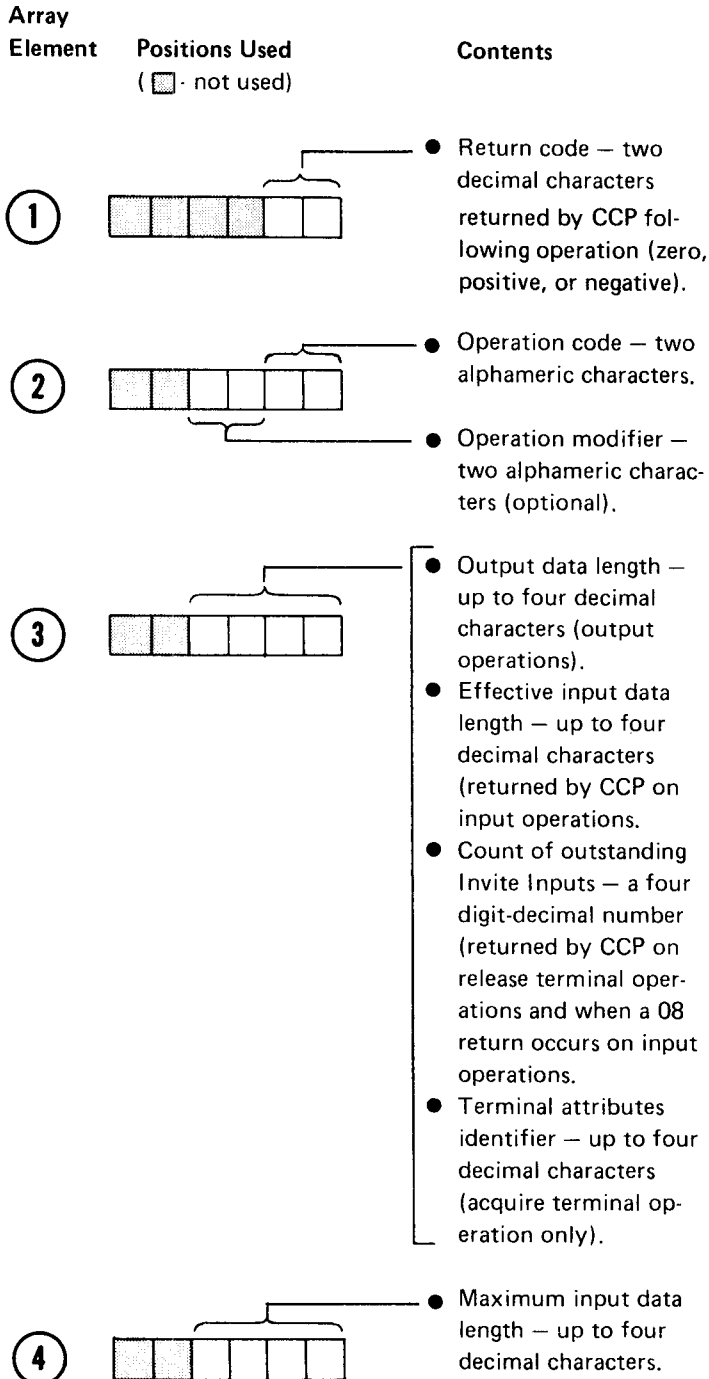 Array
Element Positions Used Contents
( - not used)
1
● Return code — two
decimal characters
returned by CCP fol-
lowing operation (zero,
positive, or negative).
2
● Operation code — two
alphameric characters.
● Operation modifier —
two alphameric charac-
ters (optional).
3
● Output data length —
up to four decimal
characters (output
operations).
● Effective input data
length — up to four
decimal characters
(returned by CCP on
input operations.
● Count of outstanding
Invite Inputs — a four
digit-decimal number
(returned by CCP on
release terminal oper-
ations and when a 08
return occurs on input
operations.
● Terminal attributes
identifier — up to four
decimal characters
(acquire terminal op-
eration only).
4
● Maximum input data
length — up to four
decimal characters.